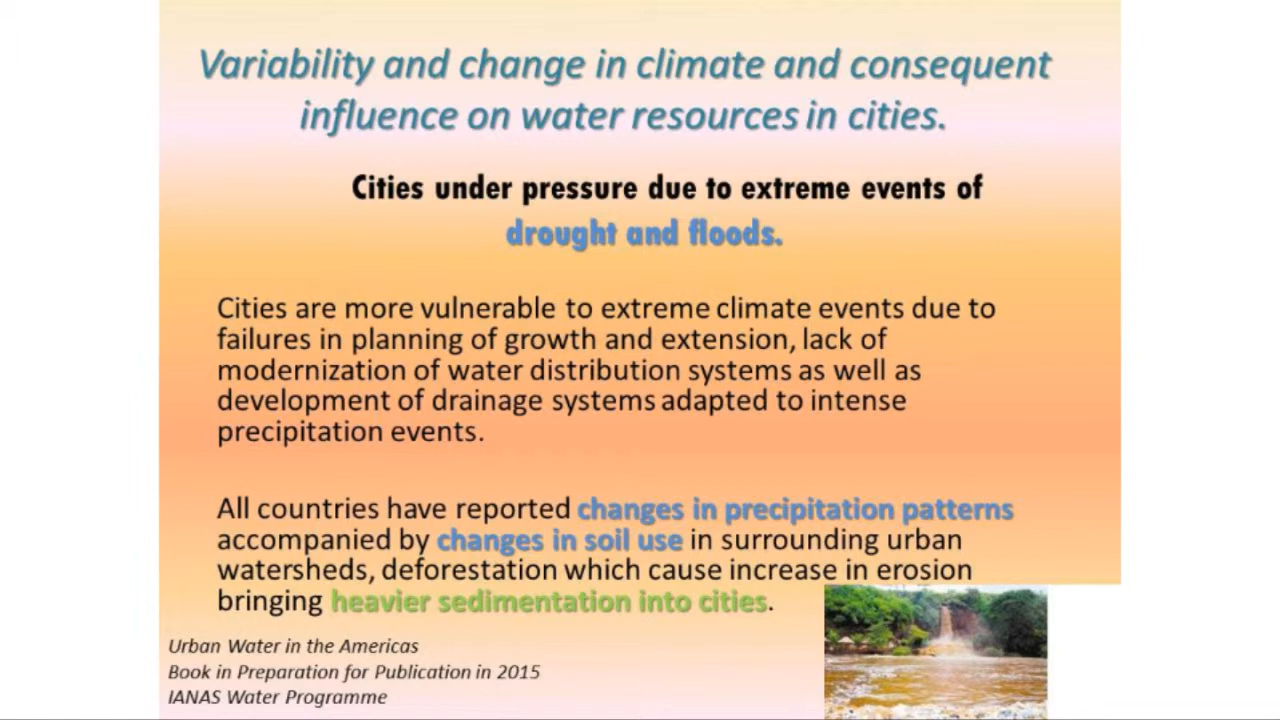 Variability and change in climate and consequent
influence on water resources in cities.
Cities under pressure due to extreme events of
drought and floods.
Cities are more vulnerable to extreme climate events due to
failures in planning of growth and extension, lack of
modernization of water distribution systems as well as
development of drainage systems adapted to intense
precipitation events.
All countries have reported changes in precipitation patterns
accompanied by changes in soil use in surrounding urban
watersheds, deforestation which cause increase in erosion
bringing heavier sedimentation into cities.
Urban Water in the Americas
Book in Preparation for Publication in 2015
IANAS Water Programme